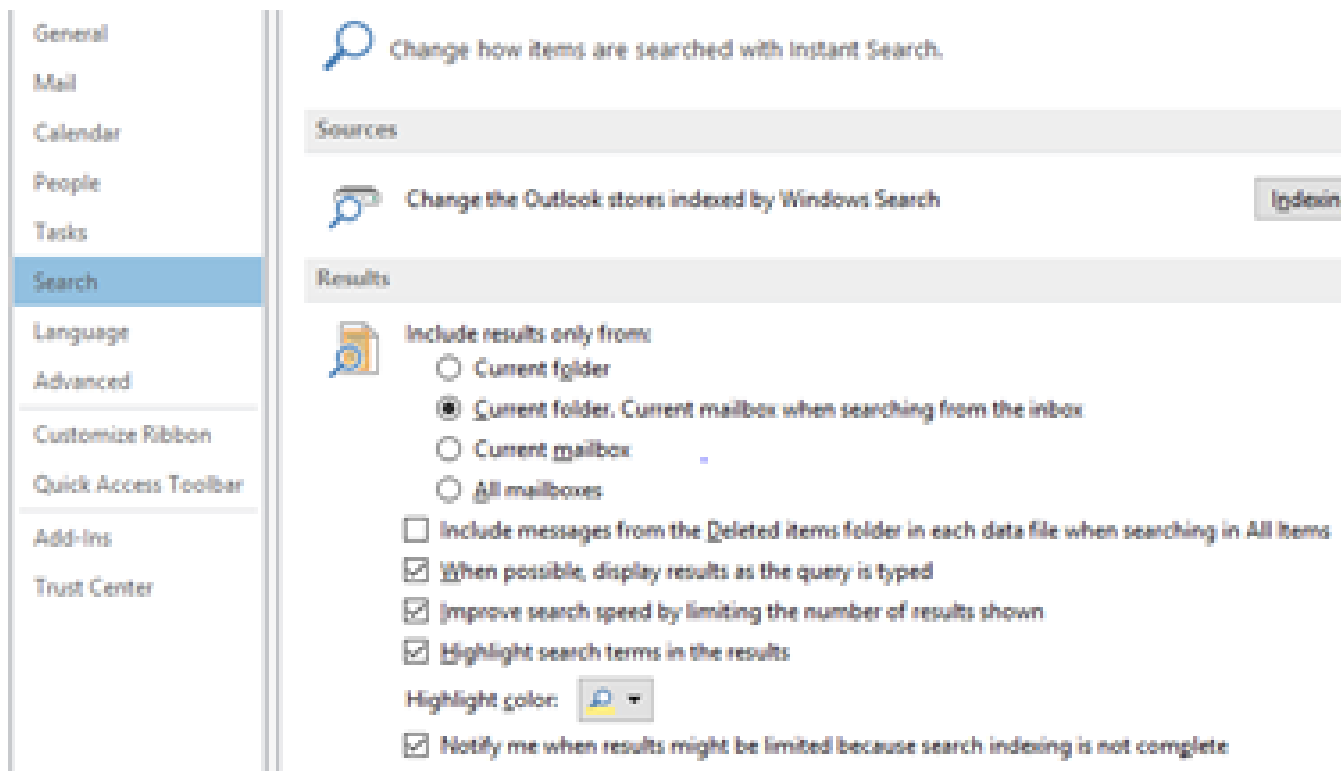 General
Mail
Calendar
People
Tasks
Search
Language
Advanced
Customize Ribbon
Quick Access Toolbar
Add-Ins
Trust Center
Change how items are searched with Instant Search.
Sources
Change the Outlook stores indexed by Windows Search
Indexin
Results
Include results only from:
Current folder
Current folder. Current mailbox when searching from the inbox
Current mailbox
All mailboxes
Include messages from the Deleted items folder in each data file when searching in All Items
When possible, display results as the query is typed
Improve search speed by limiting the number of results shown
Highlight search terms in the results
Highlight color:
Notify me when results might be limited because search indexing is not complete